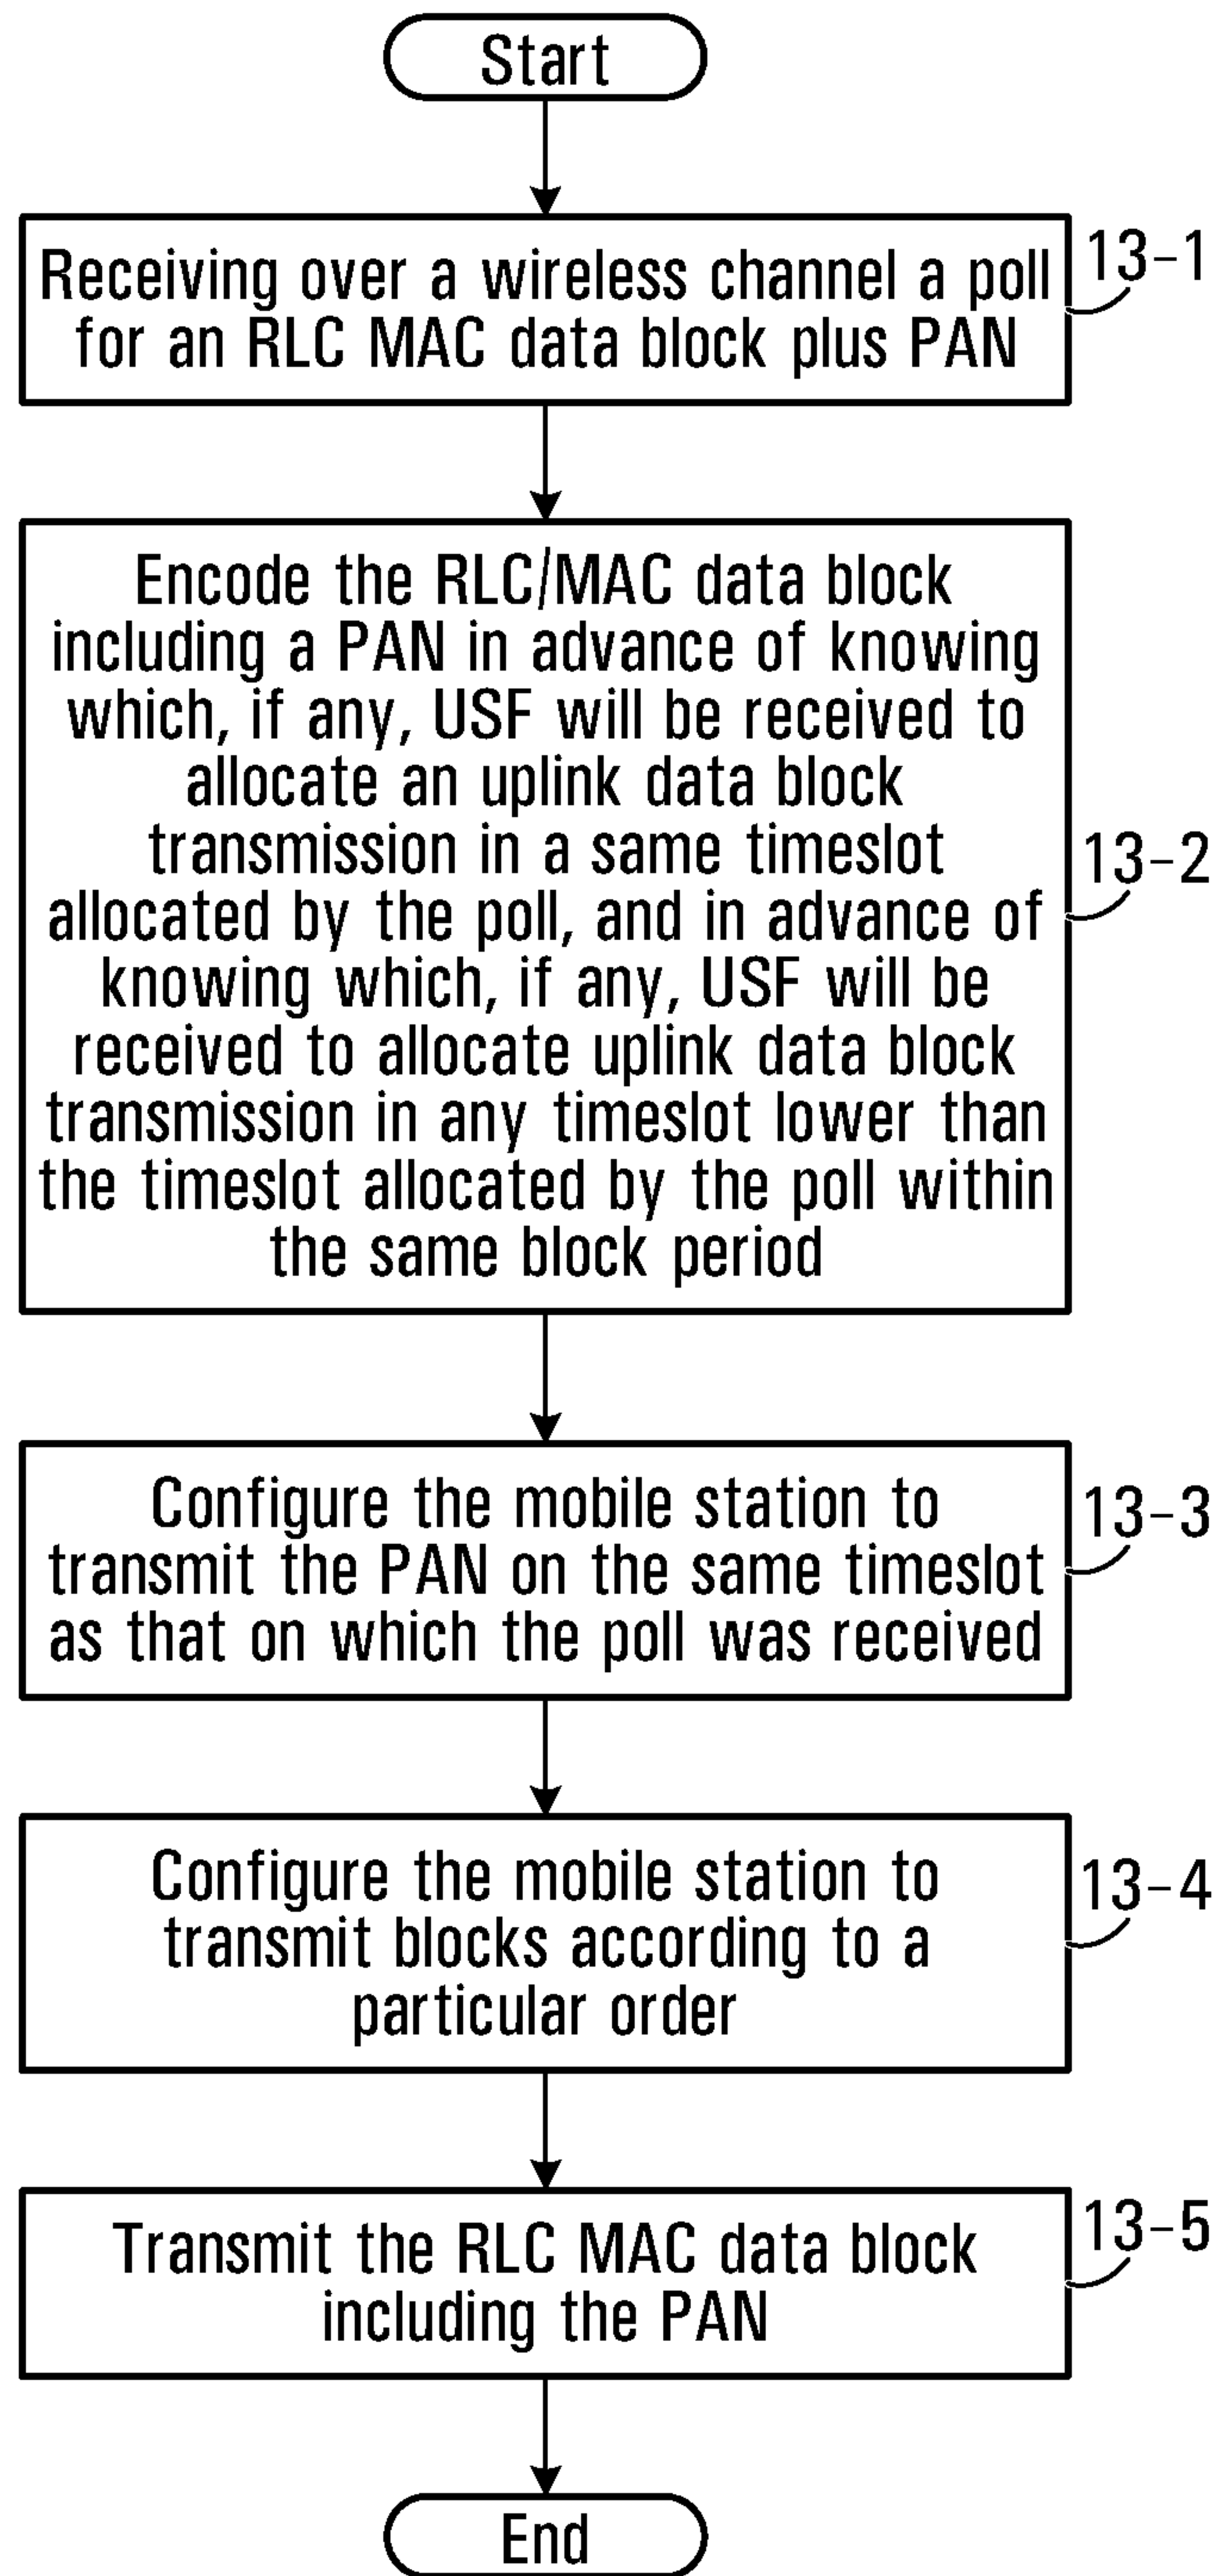 Start
Receiving over a wireless channel a poll
for an RLC MAC data block plus PAN
13-1
Encode the RLC/MAC data block
including a PAN in advance of knowing
which, if any, USF will be received to
allocate an uplink data block
transmission in a same timeslot
allocated by the poll, and in advance of
knowing which, if any, USF will be
received to allocate uplink data block
transmission in any timeslot lower than
the timeslot allocated by the poll within
the same block period
13-2
Configure the mobile station to
transmit the PAN on the same timeslot
as that on which the poll was received
13-3
Configure the mobile station to
transmit blocks according to a
particular order
13-4
Transmit the RLC MAC data block
including the PAN
13-5
End